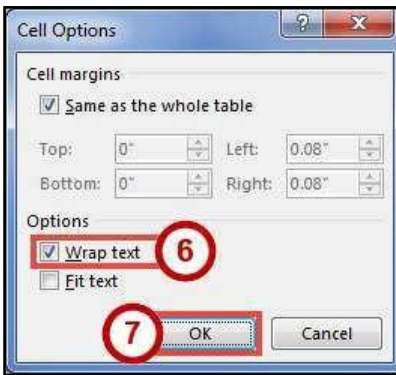 Cell Options
?
Cell margins
Same as the whole table
Top: 0" Left: 0.08"
Bottom: 0" Right: 0.08"
Options
Wrap text 6
Fit text
7 OK Cancel